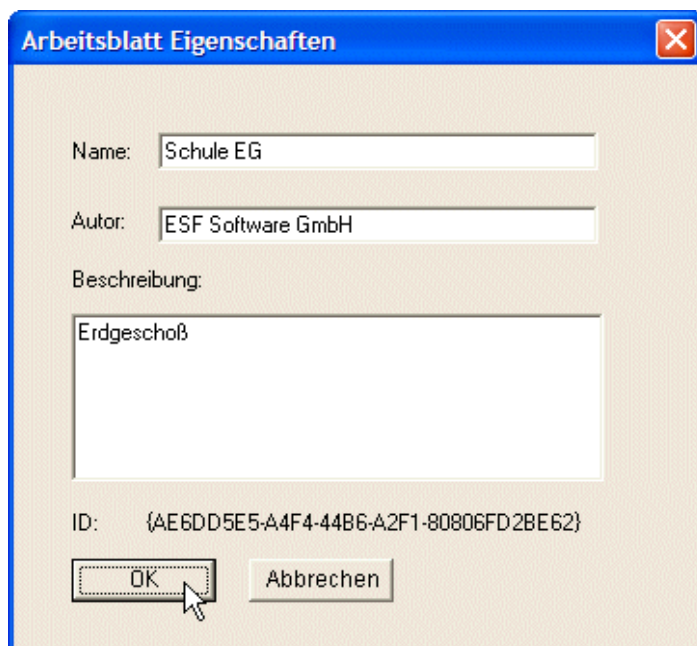 Arbeitsblatt Eigenschaften
Name: Schule EG
Autor: ESF Software GmbH
Beschreibung:
Erdgeschoß
ID: {AE6DD5E5-A4F4-44B6-A2F1-80806FD2BE62}
OK Abbrechen